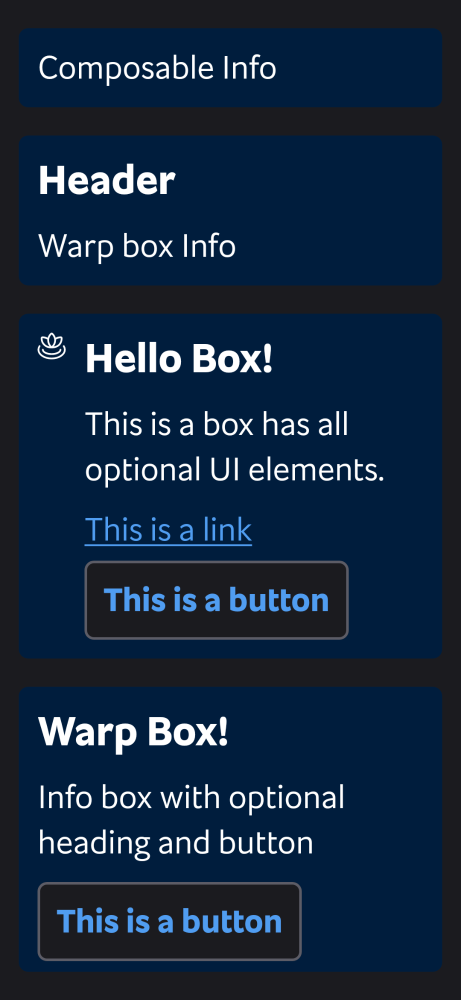 Composable Info
Header
Warp box Info
Hello Box!
This is a box has all
optional UI elements.
This is a link
This is a button
Warp Box!
Info box with optional
heading and button
This is a button